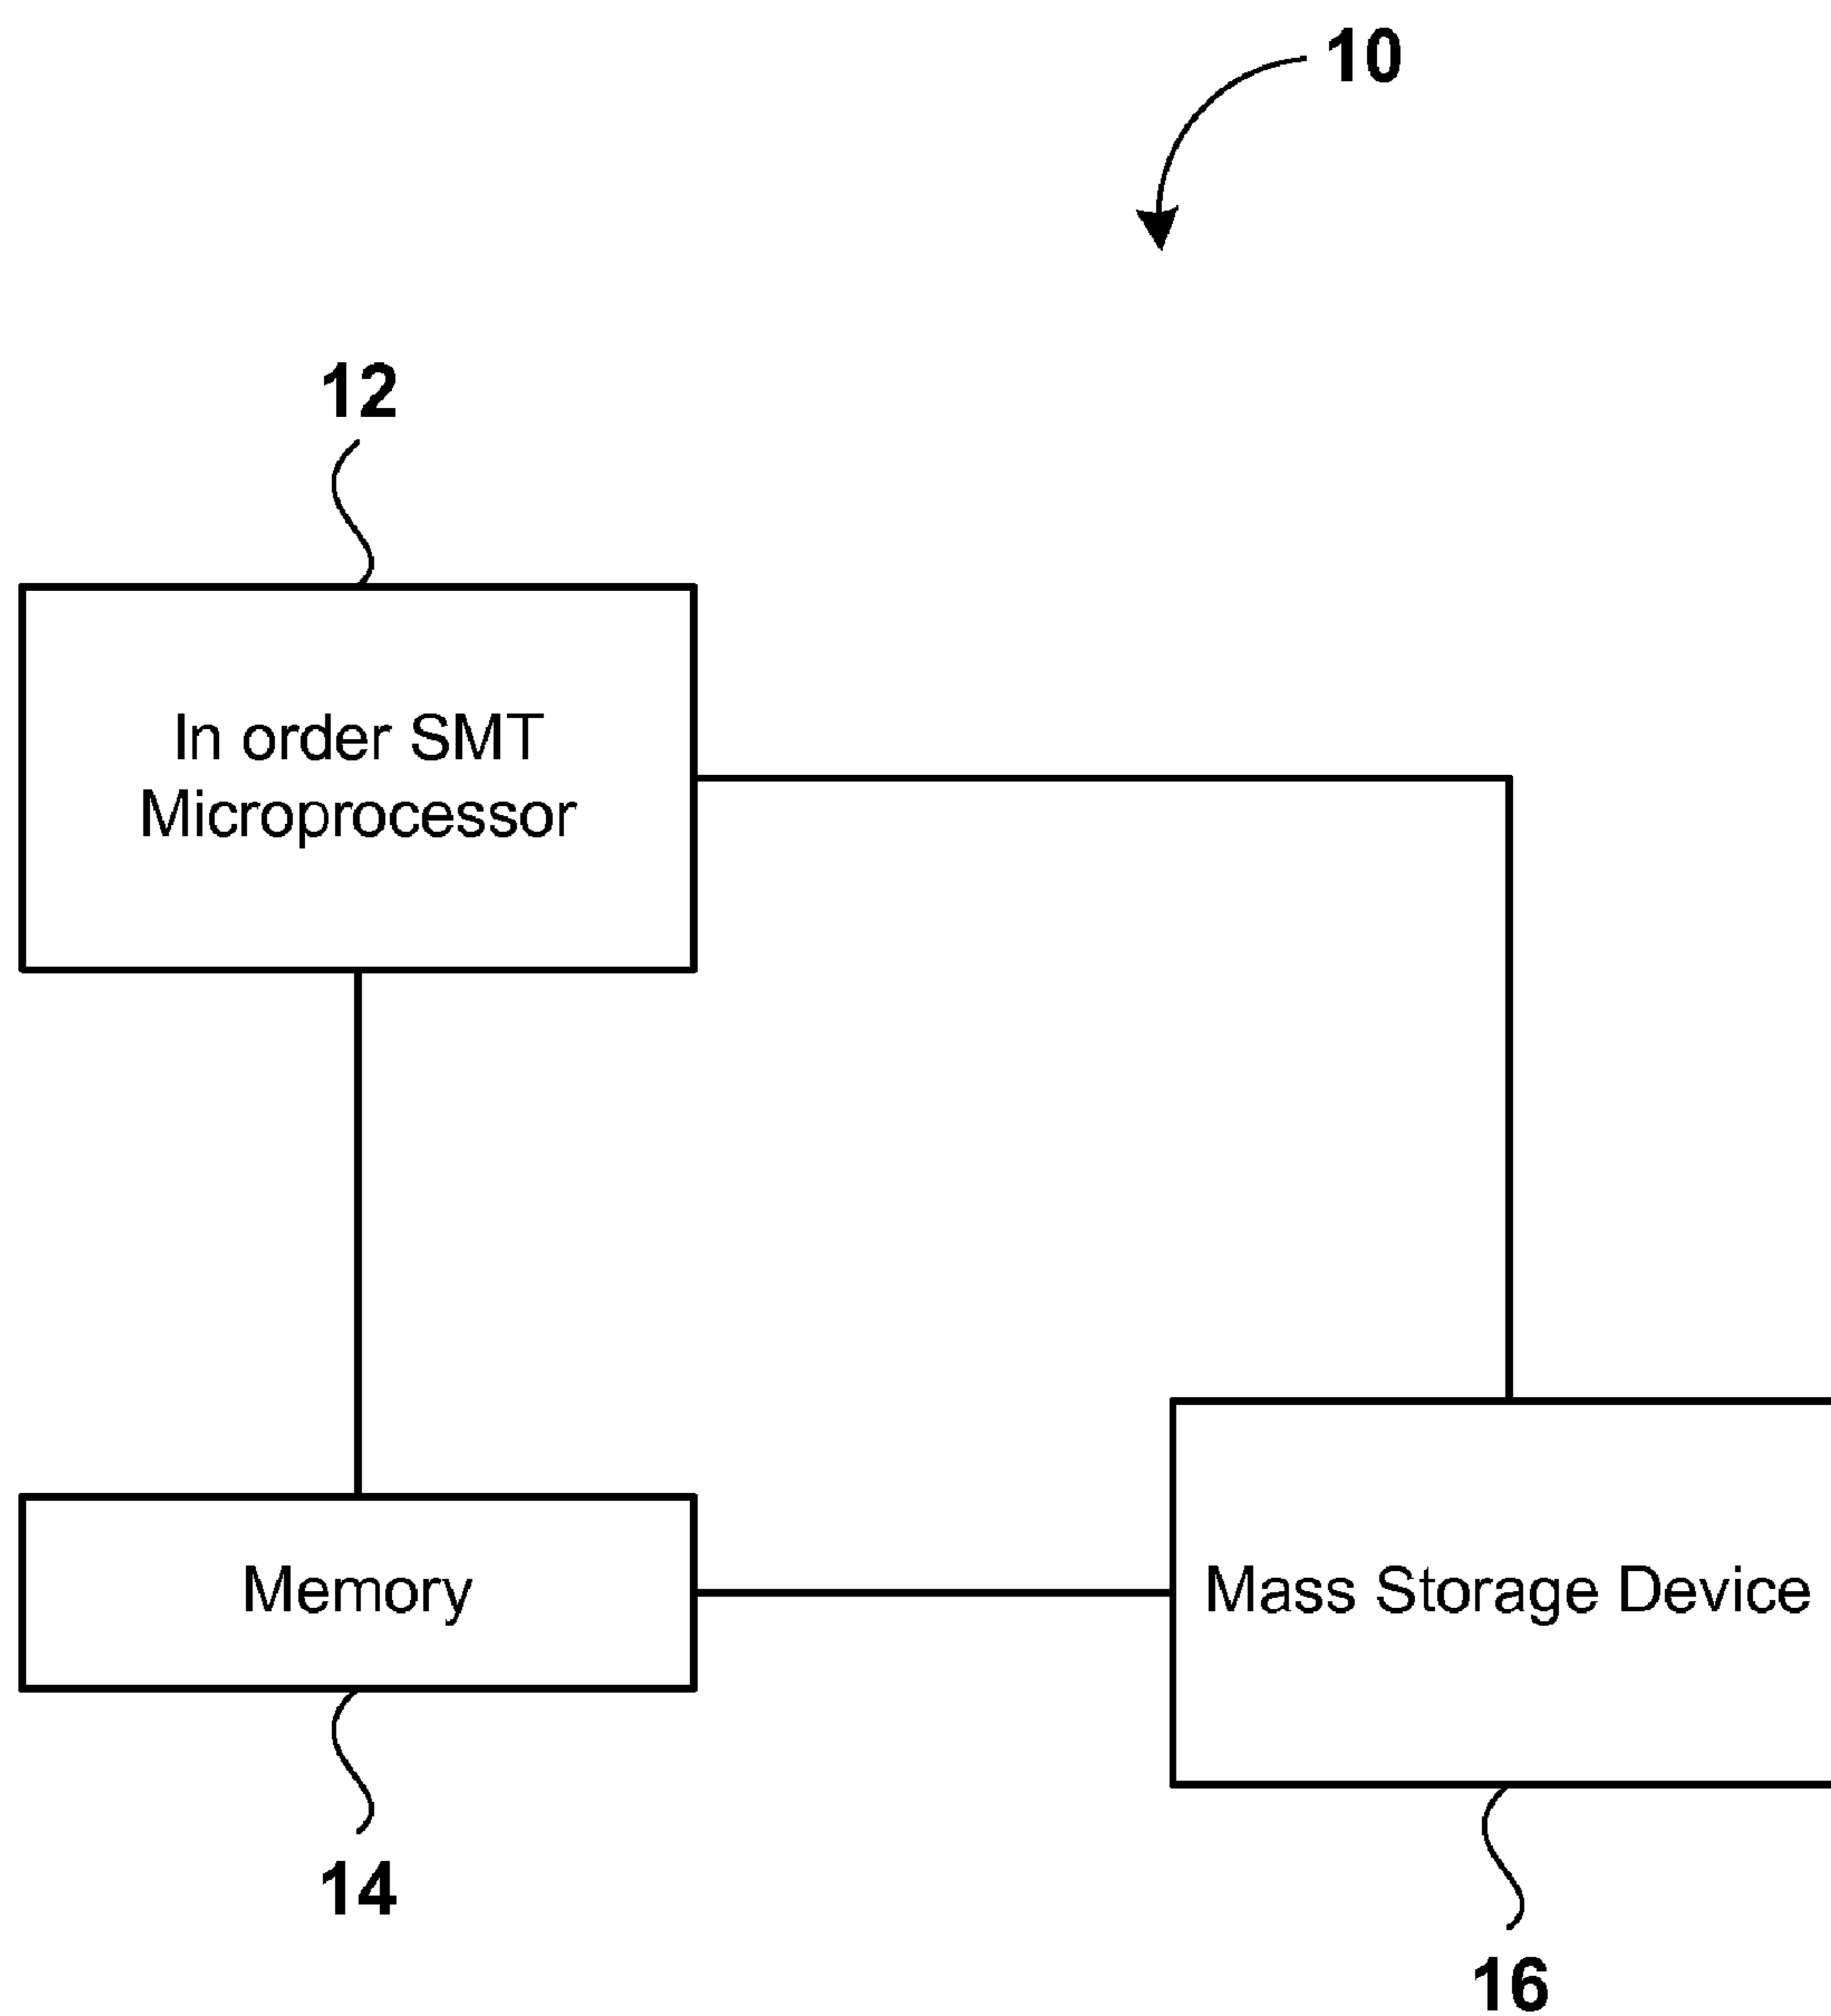 10
12
In order SMT
Microprocessor
Memory
Mass Storage Device
14
16